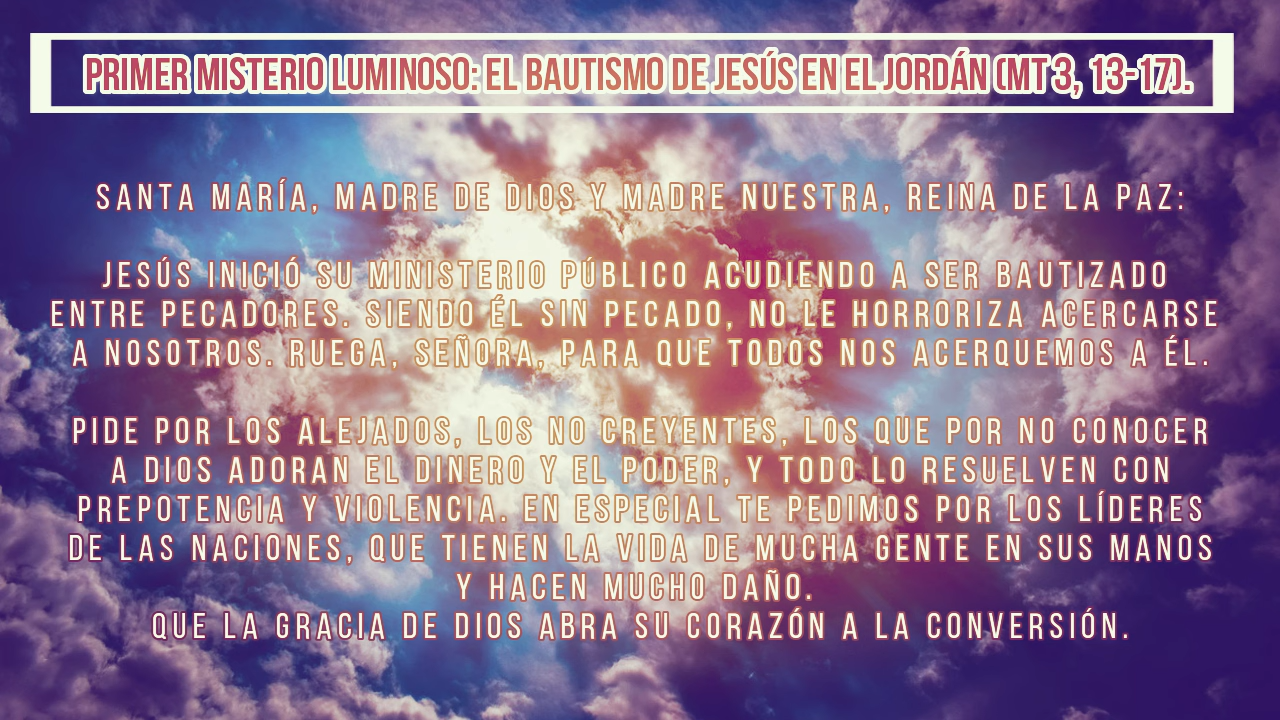 PRIMER MISTERIO LUMINOSO: EL BAUTISMO DE JESÚS EN EL JORDÁN (MT 3, 13-17).
SANTA MARÍA, MADRE DE DIOS Y MADRE NUESTRA, REINA DE LA PAZ:
JESÚS INICIÓ SU MINISTERIO PÚBLICO ACUDIENDO A SER BAUTIZADO
ENTRE PECADORES. SIENDO ÉL SIN PECADO, NO LE HORRORIZA ACERCARSE
A NOSOTROS. RUEGA, SEÑORA, PARA QUE TODOS NOS ACERQUEMOS A ÉL.
PIDE POR LOS ALEJADOS, LOS NO CREYENTES, LOS QUE POR NO CONOCER
A DIOS ADORAN EL DINERO Y EL PODER, Y TODO LO RESUELVEN CON
PREPOTENCIA Y VIOLENCIA. EN ESPECIAL TE PEDIMOS POR LOS LÍDERES
DE LAS NACIONES, QUE TIENEN LA VIDA DE MUCHA GENTE EN SUS MANOS
Y HACEN MUCHO DAÑO.
QUE LA GRACIA DE DIOS ABRA SU CORAZÓN A LA CONVERSIÓN.